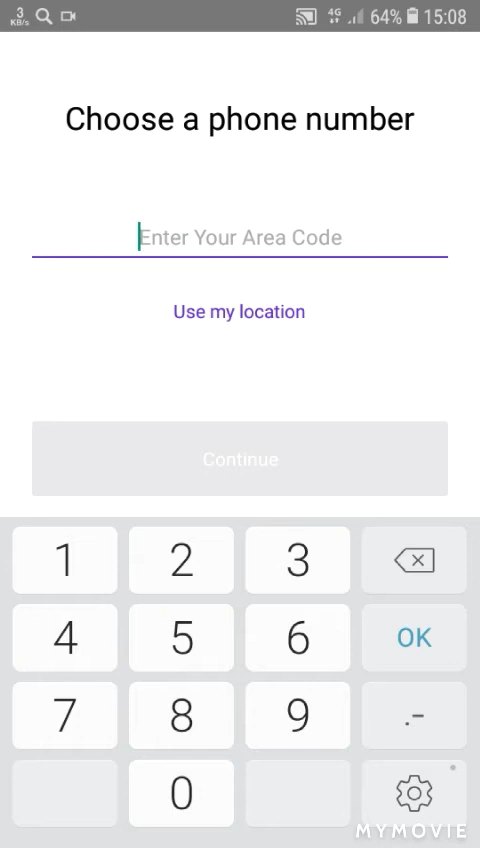 3
KB/s
4G
64%
15:08
Choose a phone number
Enter Your Area Code
Use my location
Continue
1 2 3
4 5 6 OK
7 8 9 .-
0
MYMOVIE